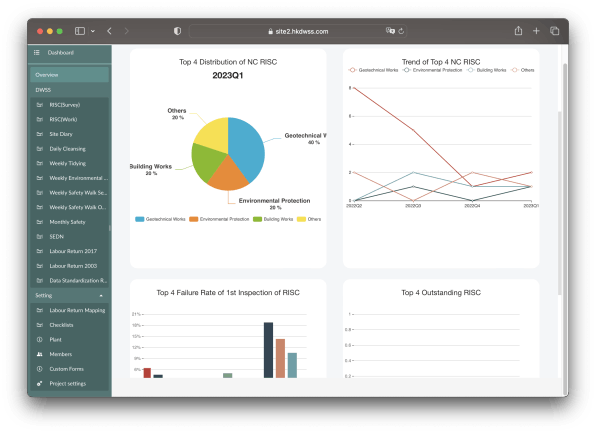 site2.hkdwss.com
Dashboard
Overview
DWSS
RISC(Survey)
RISC(Work)
Site Diary
Daily Cleansing
Weekly Tidying
Weekly Environmental ...
Weekly Safety Walk Se...
Weekly Safety Walk O...
Monthly Safety
SEDN
Labour Return 2017
Labour Return 2003
Data Standardization R...
Setting
Labour Return Mapping
Checklists
Plant
Members
Custom Forms
Project settings
Top 4 Distribution of NC RISC
2023Q1
Others
20 %
Geotechnical W
40 %
Building Works
20 %
Environmental Protection
20 %
Geotechnical Works Environmental Protection Building Works Others
Trend of Top 4 NC RISC
Geotechnical Works Environmental Protection Building Works Others
8
6
4
2
0
2022Q2 2022Q3 2022Q4 2023Q1
Top 4 Failure Rate of 1st Inspection of RISC
21%
18%
15%
12%
9%
6%
Top 4 Outstanding RISC
1
0.8
0.6
0.4
0.2